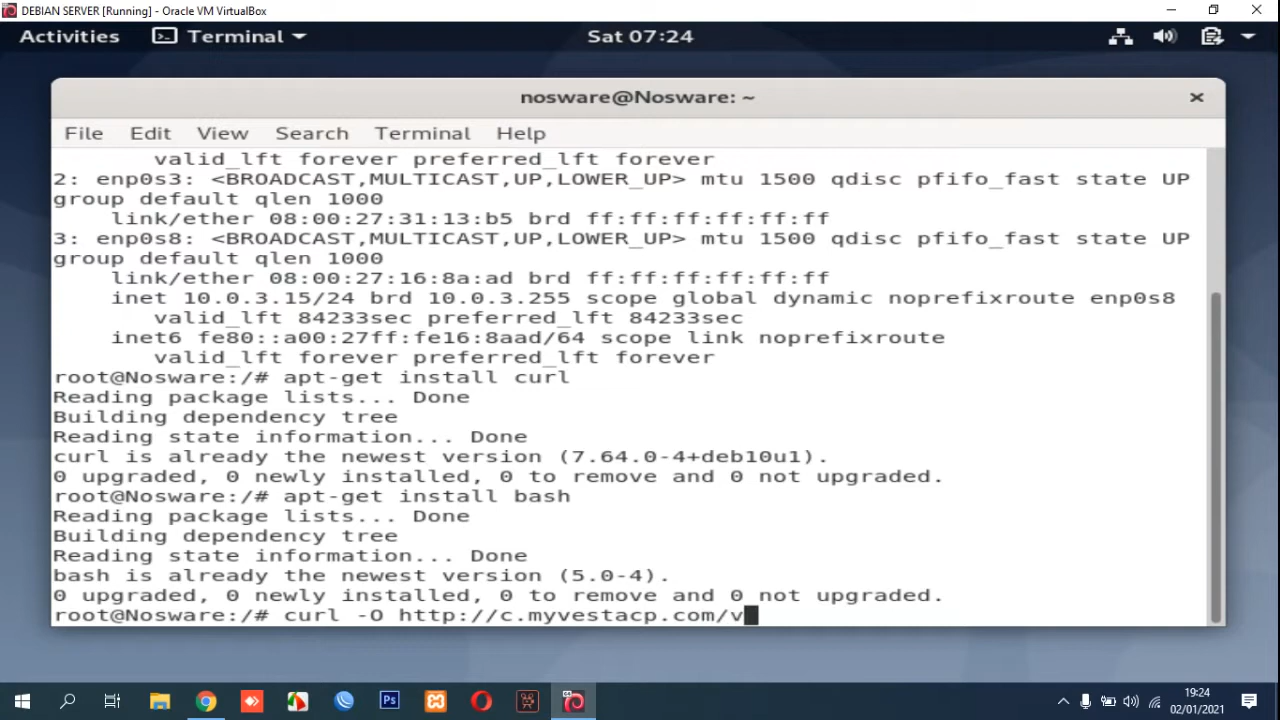 DEBIAN SERVER [Running] - Oracle VM VirtualBox
Activities Terminal Sat 07:24
nosware@Nosware: ~
File Edit View Search Terminal Help
valid_lft forever preferred_lft forever
2: enp0s3: <BROADCAST,MULTICAST,UP,LOWER_UP> mtu 1500 qdisc pfifo_fast state UP
group default qlen 1000
link/ether 08:00:27:31:13:b5 brd ff:ff:ff:ff:ff:ff
3: enp0s8: <BROADCAST,MULTICAST,UP,LOWER_UP> mtu 1500 qdisc pfifo_fast state UP
group default qlen 1000
link/ether 08:00:27:16:8a:ad brd ff:ff:ff:ff:ff:ff
inet 10.0.3.15/24 brd 10.0.3.255 scope global dynamic noprefixroute enp0s8
valid_lft 84233sec preferred_lft 84233sec
inet6 fe80::a00:27ff:fe16:8aad/64 scope link noprefixroute
valid_lft forever preferred_lft forever
root@Nosware:/# apt-get install curl
Reading package lists... Done
Building dependency tree
Reading state information... Done
curl is already the newest version (7.64.0-4+deb10u1).
0 upgraded, 0 newly installed, 0 to remove and 0 not upgraded.
root@Nosware:/# apt-get install bash
Reading package lists... Done
Building dependency tree
Reading state information... Done
bash is already the newest version (5.0-4).
0 upgraded, 0 newly installed, 0 to remove and 0 not upgraded.
root@Nosware:/# curl -O http://c.myvestacp.com/v
Ps
19:24
02/01/2021